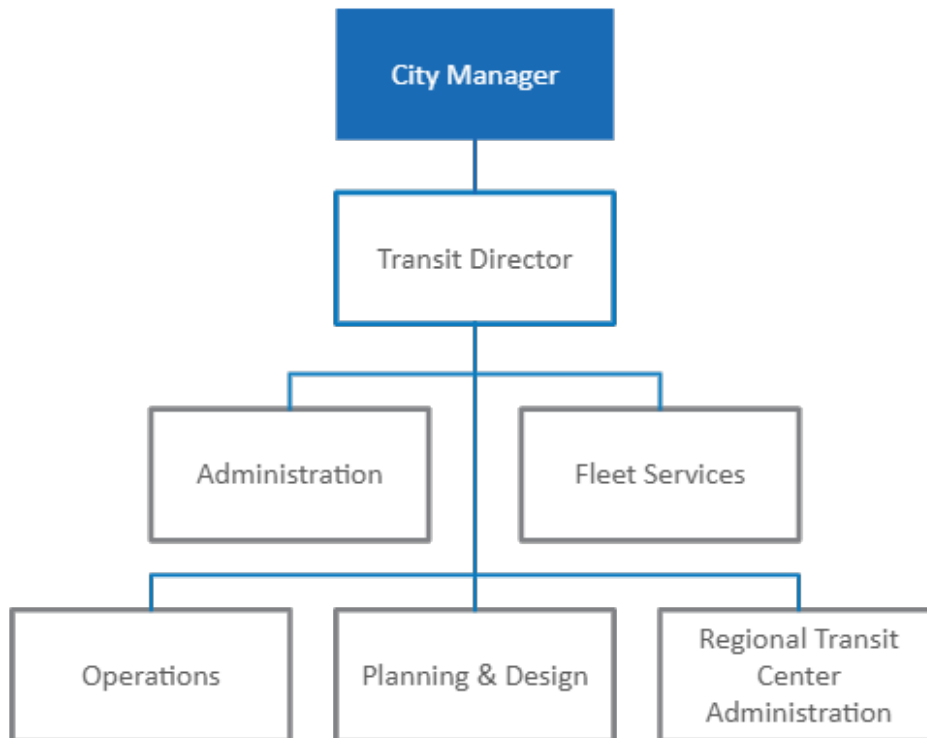 City Manager
Transit Director
Administration
Fleet Services
Operations
Planning & Design
Regional Transit
Center
Administration